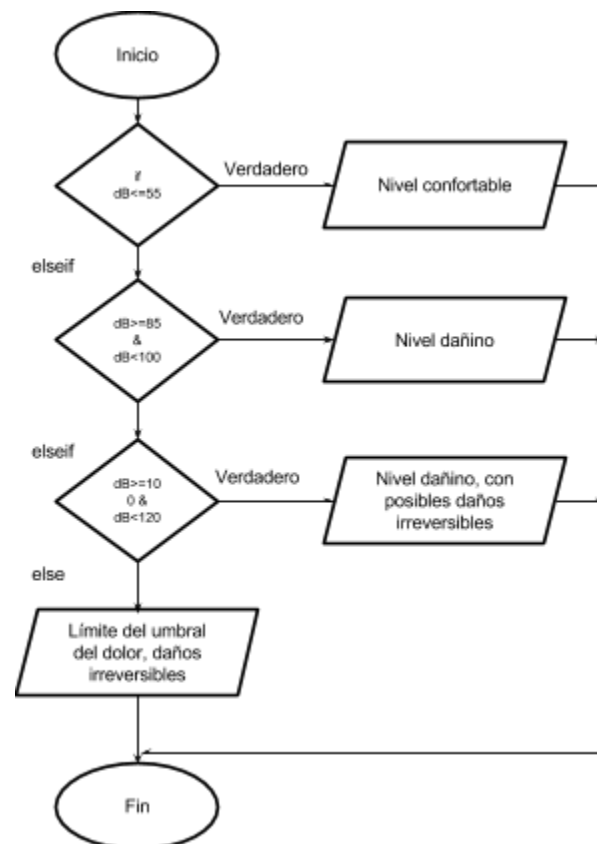 Inicio
if
dB<=55
Verdadero
Nivel confortable
elseif
dB>=85
&
dB<100
Verdadero
Nivel dañino
elseif
dB>=10
0 &
dB<120
Verdadero
Nivel dañino, con
posibles daños
irreversibles
else
Límite del umbral
del dolor, daños
irreversibles
Fin